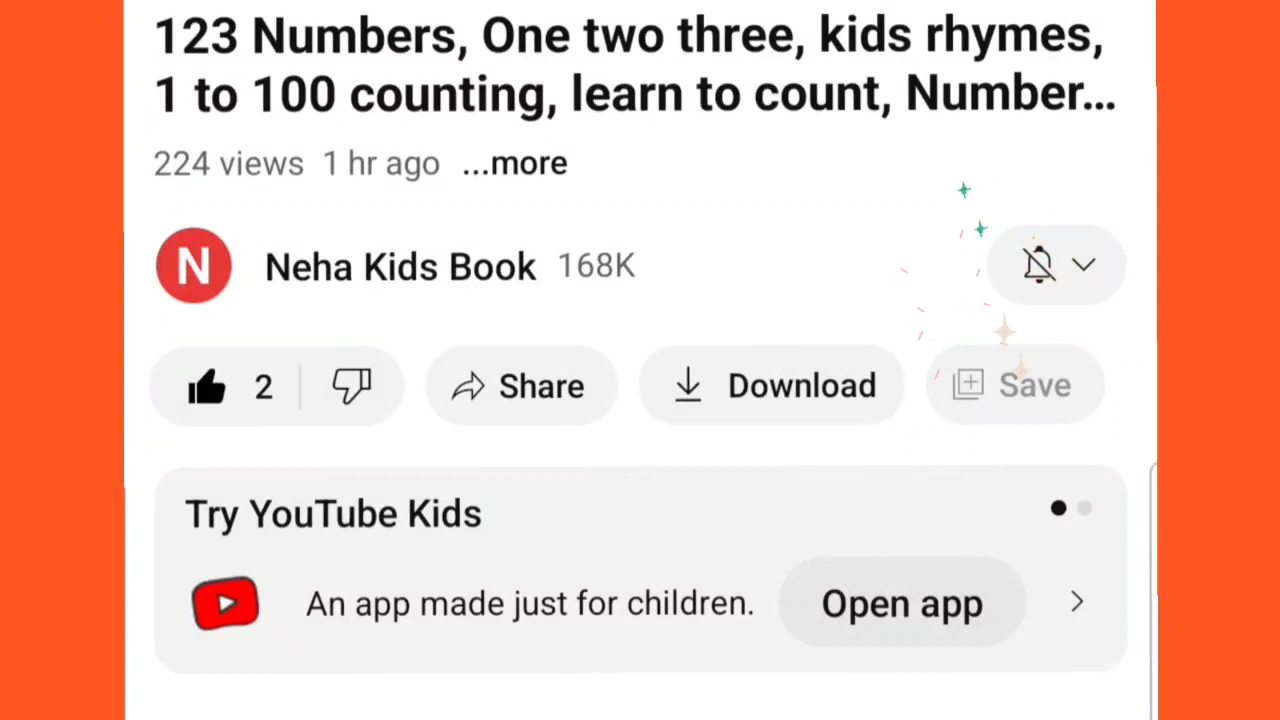 123 Numbers, One two three, kids rhymes,
1 to 100 counting, learn to count, Number...
224 views 1 hr ago ...more
N Neha Kids Book 168K
2 Share Download Save
Try YouTube Kids
An app made just for children. Open app